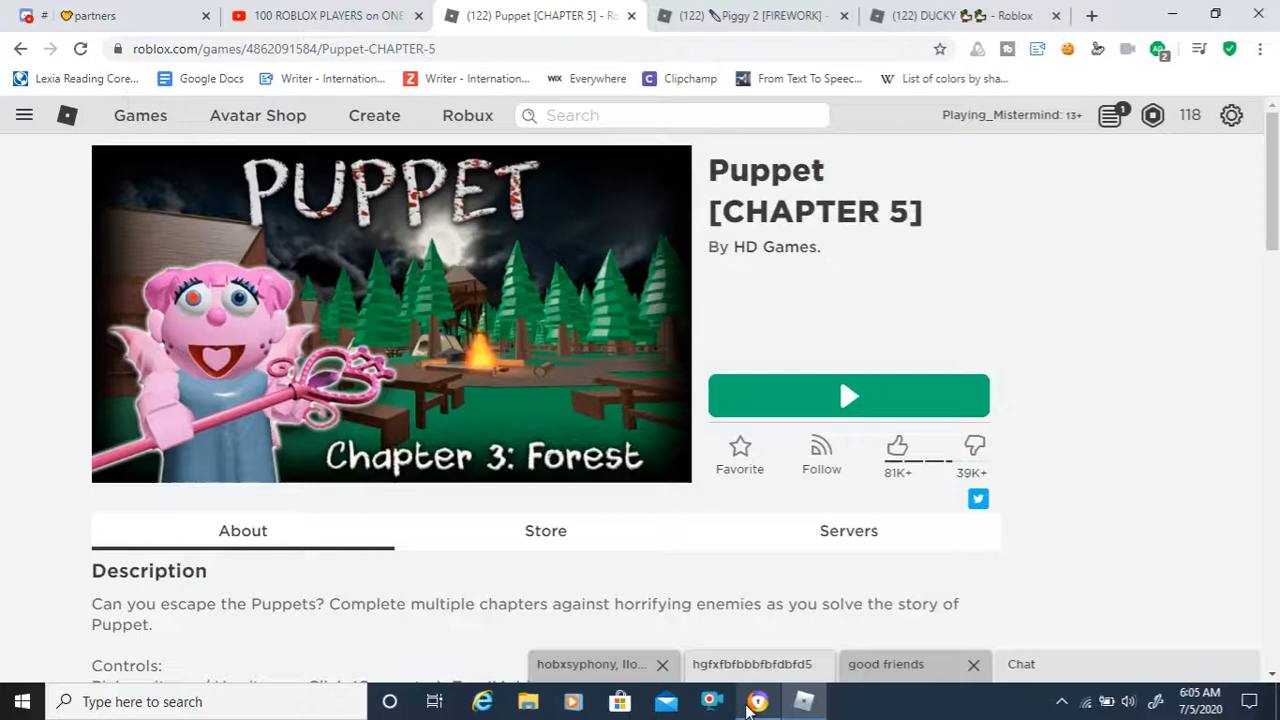 # | 💛partners
100 ROBLOX PLAYERS on ONE
(122) Puppet [CHAPTER 5] - Ro
(122) 🔪Piggy 2 [FIREWORK] -
(122) DUCKY 🦆🦆 - Roblox
roblox.com/games/4862091584/Puppet-CHAPTER-5
2
Lexia Reading Core...
Google Docs
Writer - Internation...
Writer - Internation...
WIX Everywhere
C Clipchamp
From Text To Speec...
W List of colors by sha...
Games
Avatar Shop
Create
Robux
Search
Playing_Mistermind: 13+
1
118
PUPPET
Chapter 3: Forest
Puppet
[CHAPTER 5]
By HD Games.
Favorite
Follow
81K+
39K+
About
Store
Servers
Description
Can you escape the Puppets? Complete multiple chapters against horrifying enemies as you solve the story of
Puppet.
Controls:
hobxsyphony, Ilo...
hgfxfbfbbbfbfdbfd5
good friends
Chat
Type here to search
6:05 AM
7/5/2020